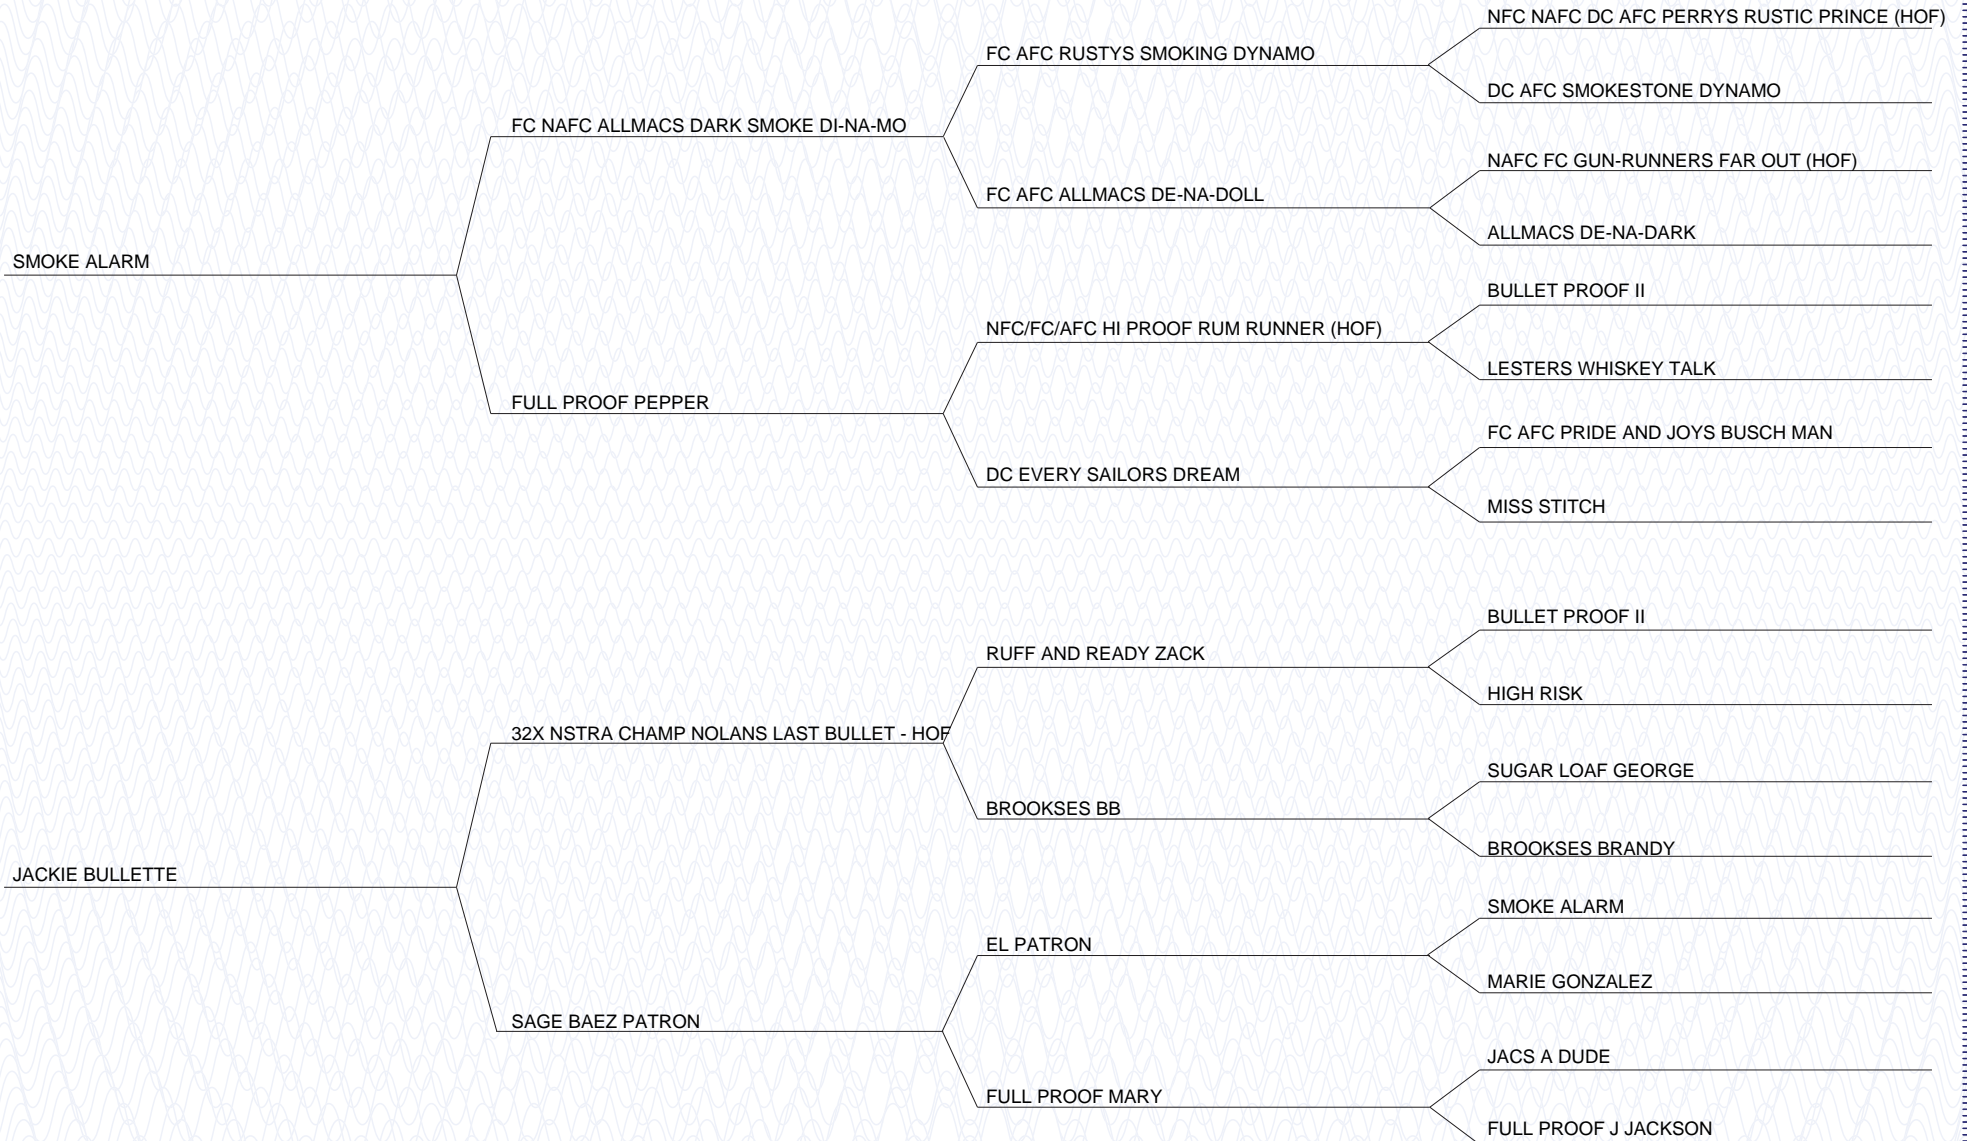 NFC NAFC DC AFC PERRYS RUSTIC PRINCE (HOF)
FC AFC RUSTYS SMOKING DYNAMO
DC AFC SMOKESTONE DYNAMO
FC NAFC ALLMACS DARK SMOKE DI-NA-MO
NAFC FC GUN-RUNNERS FAR OUT (HOF)
FC AFC ALLMACS DE-NA-DOLL
ALLMACS DE-NA-DARK
SMOKE ALARM
BULLET PROOF II
NFC/FC/AFC HI PROOF RUM RUNNER (HOF)
LESTERS WHISKEY TALK
FULL PROOF PEPPER
FC AFC PRIDE AND JOYS BUSCH MAN
DC EVERY SAILORS DREAM
MISS STITCH
BULLET PROOF II
RUFF AND READY ZACK
HIGH RISK
32X NSTRA CHAMP NOLANS LAST BULLET - HOF
SUGAR LOAF GEORGE
BROOKSES BB
BROOKSES BRANDY
JACKIE BULLETTE
SMOKE ALARM
EL PATRON
MARIE GONZALEZ
SAGE BAEZ PATRON
JACS A DUDE
FULL PROOF MARY
FULL PROOF J JACKSON